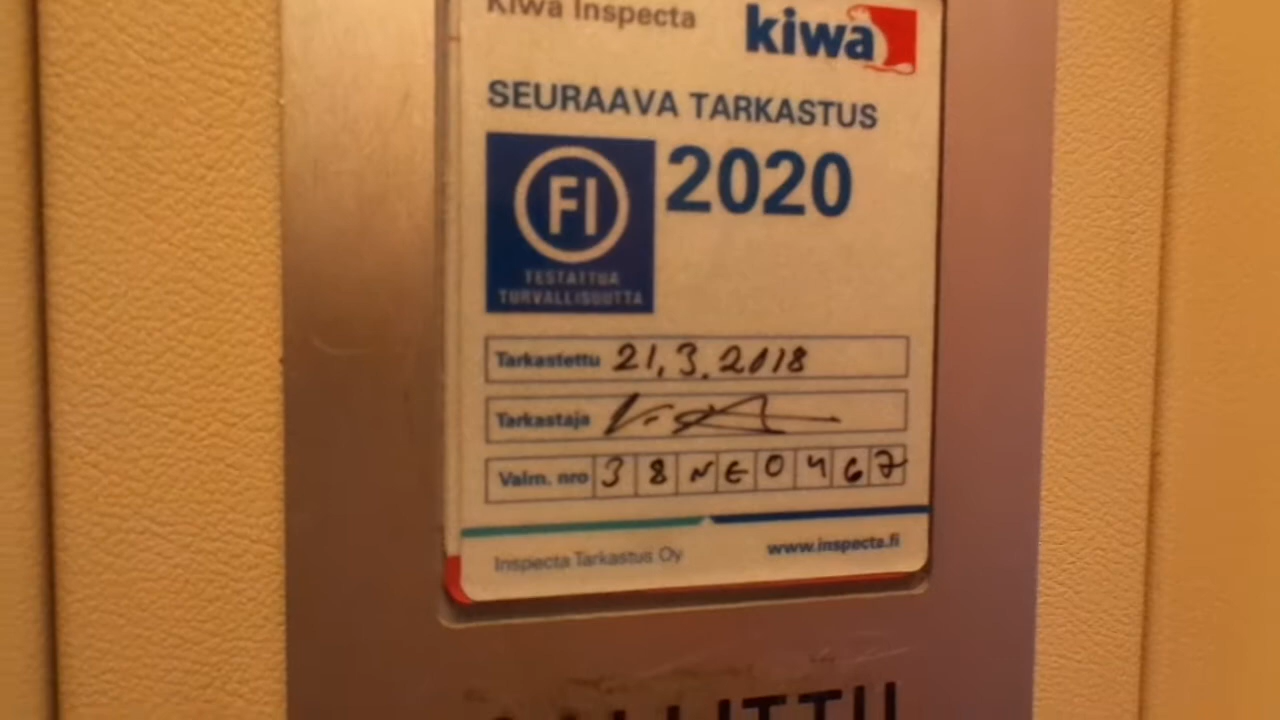 Kiwa Inspecta
kiwa
SEURAAVA TARKASTUS
FI
2020
TESTATTUA
TURVALLISUUTTA
Tarkastettu 21.3.2018
Tarkastaja
Valm. nro 38NE0467
Inspecta Tarkastus Oy
www.inspecta.fi